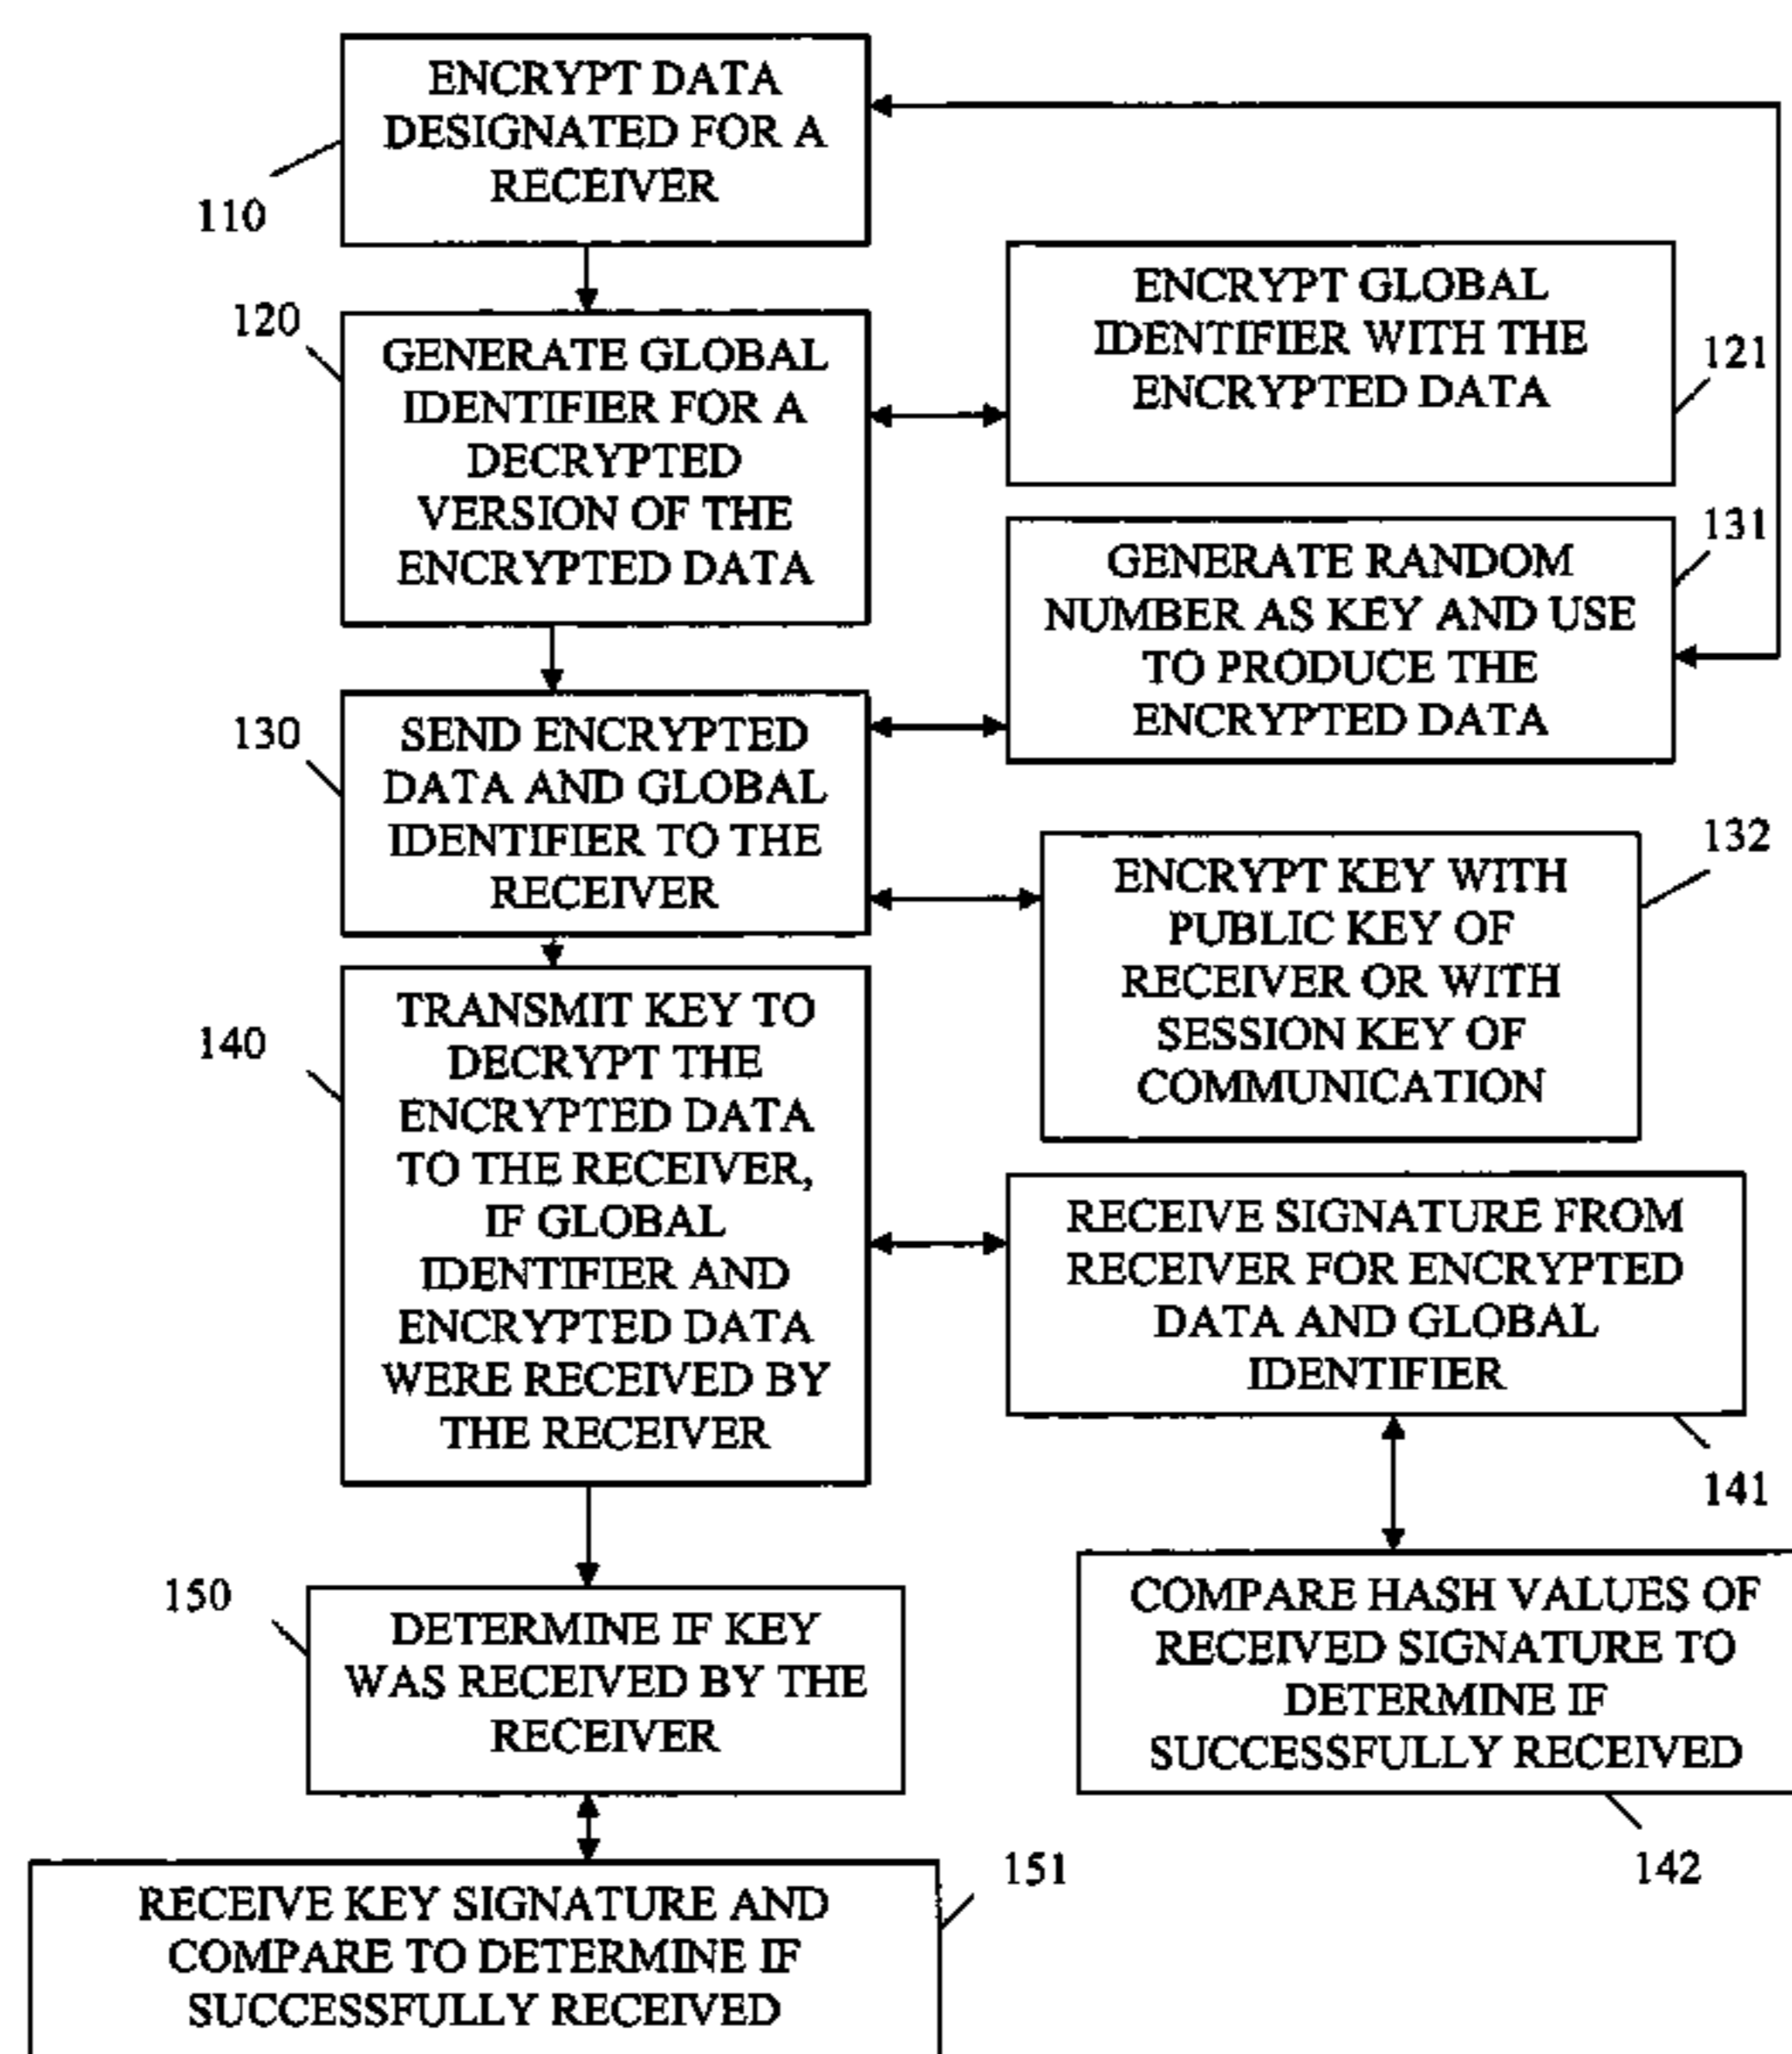 ENCRYPT DATA
DESIGNATED FOR A
RECEIVER
110
120
GENERATE GLOBAL
IDENTIFIER FOR A
DECRYPTED
VERSION OF THE
ENCRYPTED DATA
ENCRYPT GLOBAL
IDENTIFIER WITH THE
ENCRYPTED DATA
121
131
GENERATE RANDOM
NUMBER AS KEY AND USE
TO PRODUCE THE
ENCRYPTED DATA
130
SEND ENCRYPTED
DATA AND GLOBAL
IDENTIFIER TO THE
RECEIVER
132
ENCRYPT KEY WITH
PUBLIC KEY OF
RECEIVER OR WITH
SESSION KEY OF
COMMUNICATION
140
TRANSMIT KEY TO
DECRYPT THE
ENCRYPTED DATA
TO THE RECEIVER,
IF GLOBAL
IDENTIFIER AND
ENCRYPTED DATA
WERE RECEIVED BY
THE RECEIVER
RECEIVE SIGNATURE FROM
RECEIVER FOR ENCRYPTED
DATA AND GLOBAL
IDENTIFIER
141
150
DETERMINE IF KEY
WAS RECEIVED BY THE
RECEIVER
COMPARE HASH VALUES OF
RECEIVED SIGNATURE TO
DETERMINE IF
SUCCESSFULLY RECEIVED
142
151
RECEIVE KEY SIGNATURE AND
COMPARE TO DETERMINE IF
SUCCESSFULLY RECEIVED